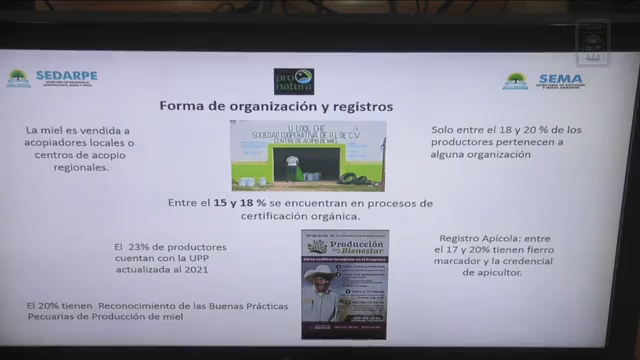 SEDARPE
pro
natura
SEMA
Forma de organización y registros
La miel es vendida a
acopiadores locales o
centros de acopio
regionales.
U LOOL CHE
SOCIEDAD COOPERATIVA DE R.L DE C.V
CENTRO DE ACOPIO DE MIEL
Solo entre el 18 y 20 % de los
productores pertenecen a
alguna organización
Entre el 15 y 18 % se encuentran en procesos de
certificación orgánica.
El 23% de productores
cuentan con la UPP
actualizada al 2021
Producción
Bienestar
Registro Apícola: entre
el 17 y 20% tienen fierro
marcador y la credencial
de apicultor.
El 20% tienen Reconocimiento de las Buenas Prácticas
Pecuarias de Producción de miel